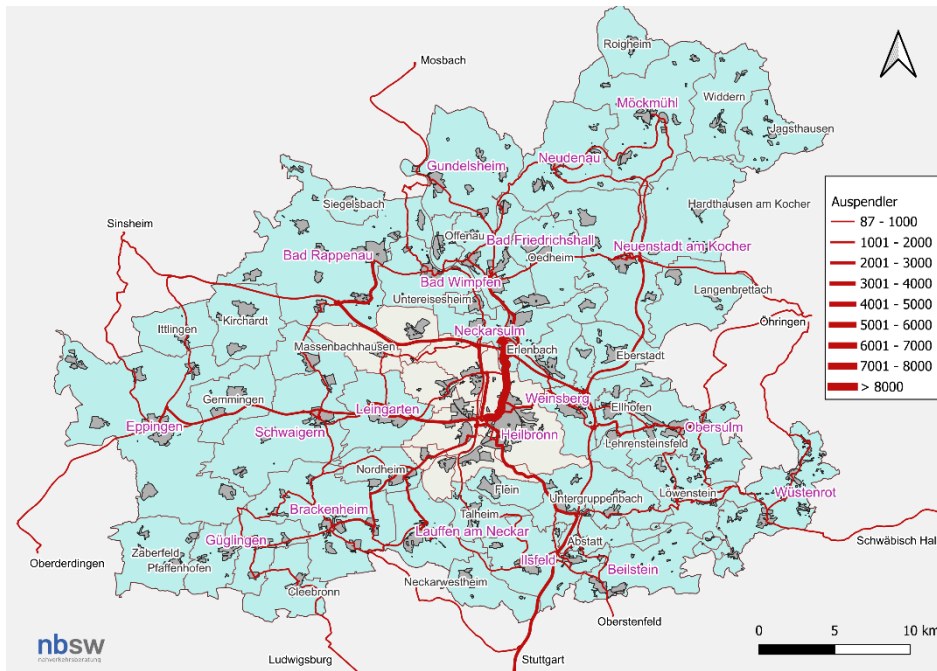 Roigheim
Mosbach
Möckmühl
Widdern
Jagsthausen
Neudenau
Gundelsheim
Auspendler
87 - 1000
1001 - 2000
2001 - 3000
3001 - 4000
4001 - 5000
5001 - 6000
6001 - 7000
7001 - 8000
> 8000
Siegelsbach
Hardthausen am Kocher
Sinsheim
Offenau
Bad Friedrichshall
Neuenstadt am Kocher
Bad Rappenau
Oedheim
Bad Wimpfen
Langenbrettach
Untereisesheim
Kirchardt
Öhringen
Ittlingen
Neckarsulm
Massenbachhausen
Erlenbach
Eberstadt
Gemmingen
Weinsberg
Leingarten
Ellhofen
Eppingen
Schwaigern
Heilbronn
Obersulm
Lehrensteinsfeld
Nordheim
Flein
Untergruppenbach
Löwenstein
Wüstenrot
Brackenheim
Talheim
Lauffen am Neckar
Güglingen
Abstatt
Schwäbisch Hal
Zaberfeld
Oberderdingen
Pfaffenhofen
Ilsfeld
Beilstein
Neckarwestheim
Cleebronn
Oberstenfeld
nbsw
nahverkehrsberatung
0 5 10 km
Ludwigsburg
Stuttgart